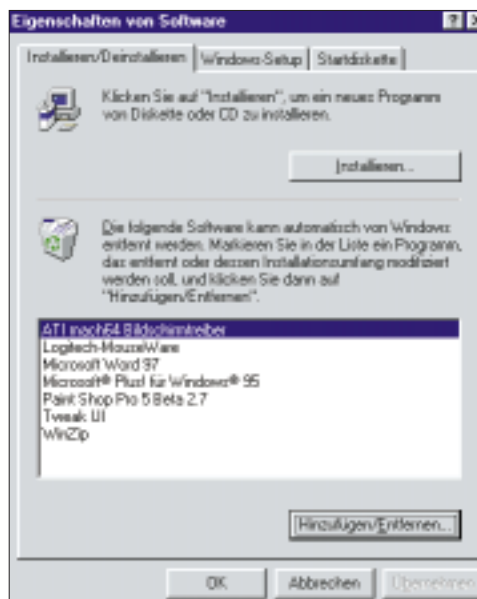 Eigenschaften von Software
Installieren/Deinstallieren Windows-Setup Startdiskette
Klicken Sie auf "Installieren", um ein neues Programm
von Diskette oder CD zu installieren.
Installieren...
Die folgende Software kann automatisch von Windows
entfernt werden. Markieren Sie in der Liste ein Programm,
das entfernt oder dessen Installationsumfang modifiziert
werden soll, und klicken Sie dann auf
"Hinzufügen/Entfernen".
ATI mach64 Bildschirmtreiber
Logitech-MouseWare
Microsoft Word 97
Microsoft® Plus! für Windows® 95
Paint Shop Pro 5 Beta 2.7
Tweak UI
WinZip
Hinzufügen/Entfernen...
OK Abbrechen Übernehmen